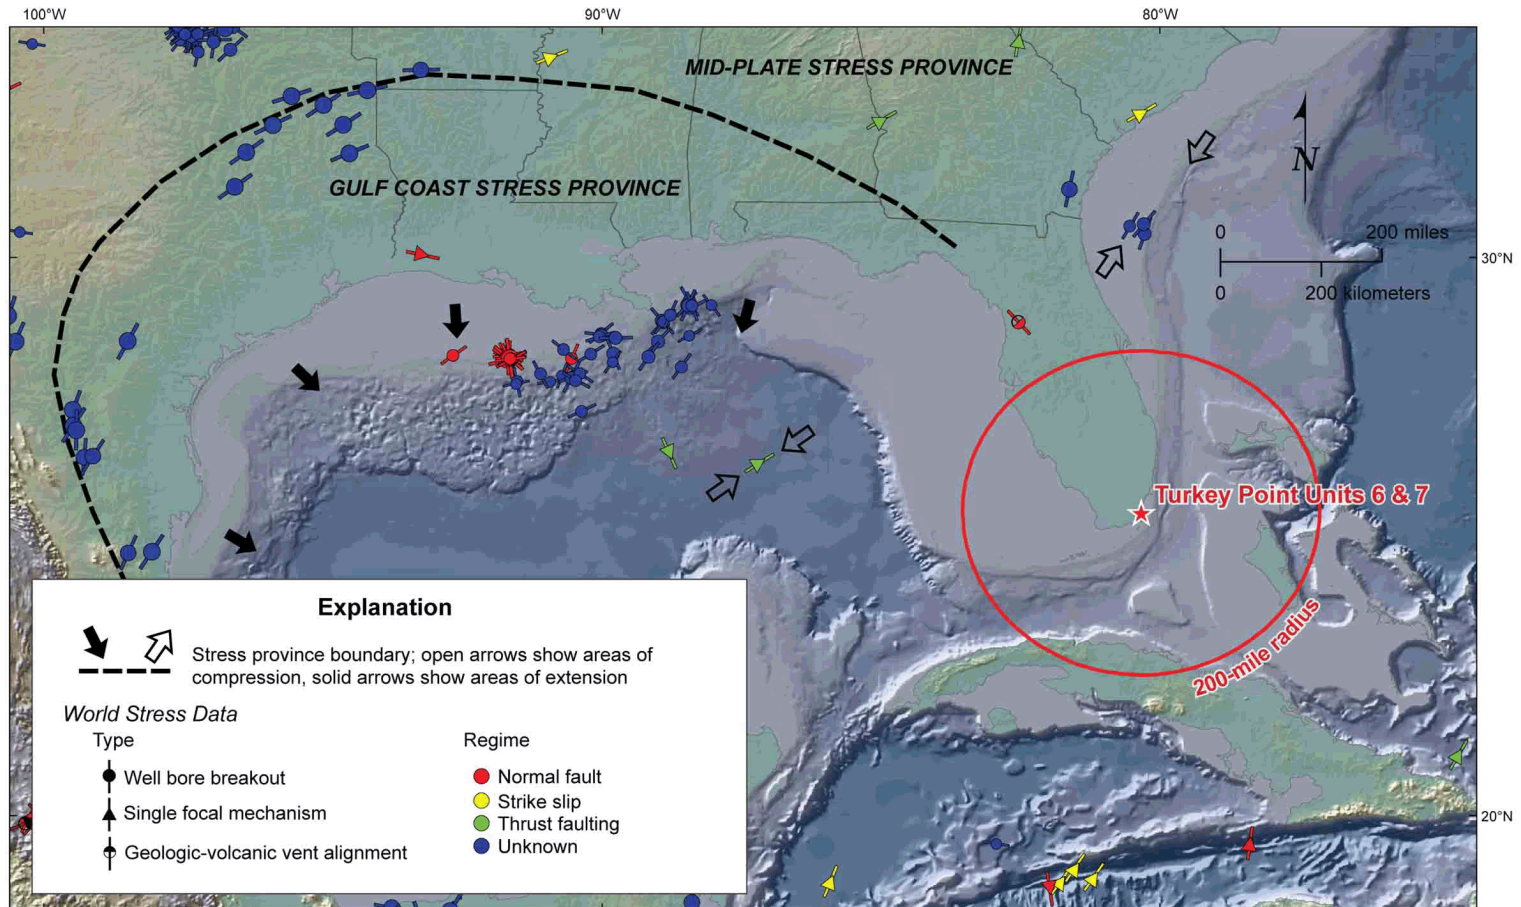 100°W
90°W
80°W
MID-PLATE STRESS PROVINCE
GULF COAST STRESS PROVINCE
N
0
200 miles
0
200 kilometers
30°N
Turkey Point Units 6 & 7
200-mile radius
20°N
Explanation
Stress province boundary; open arrows show areas of
compression, solid arrows show areas of extension
World Stress Data
Type
Well bore breakout
Single focal mechanism
Geologic-volcanic vent alignment
Regime
Normal fault
Strike slip
Thrust faulting
Unknown